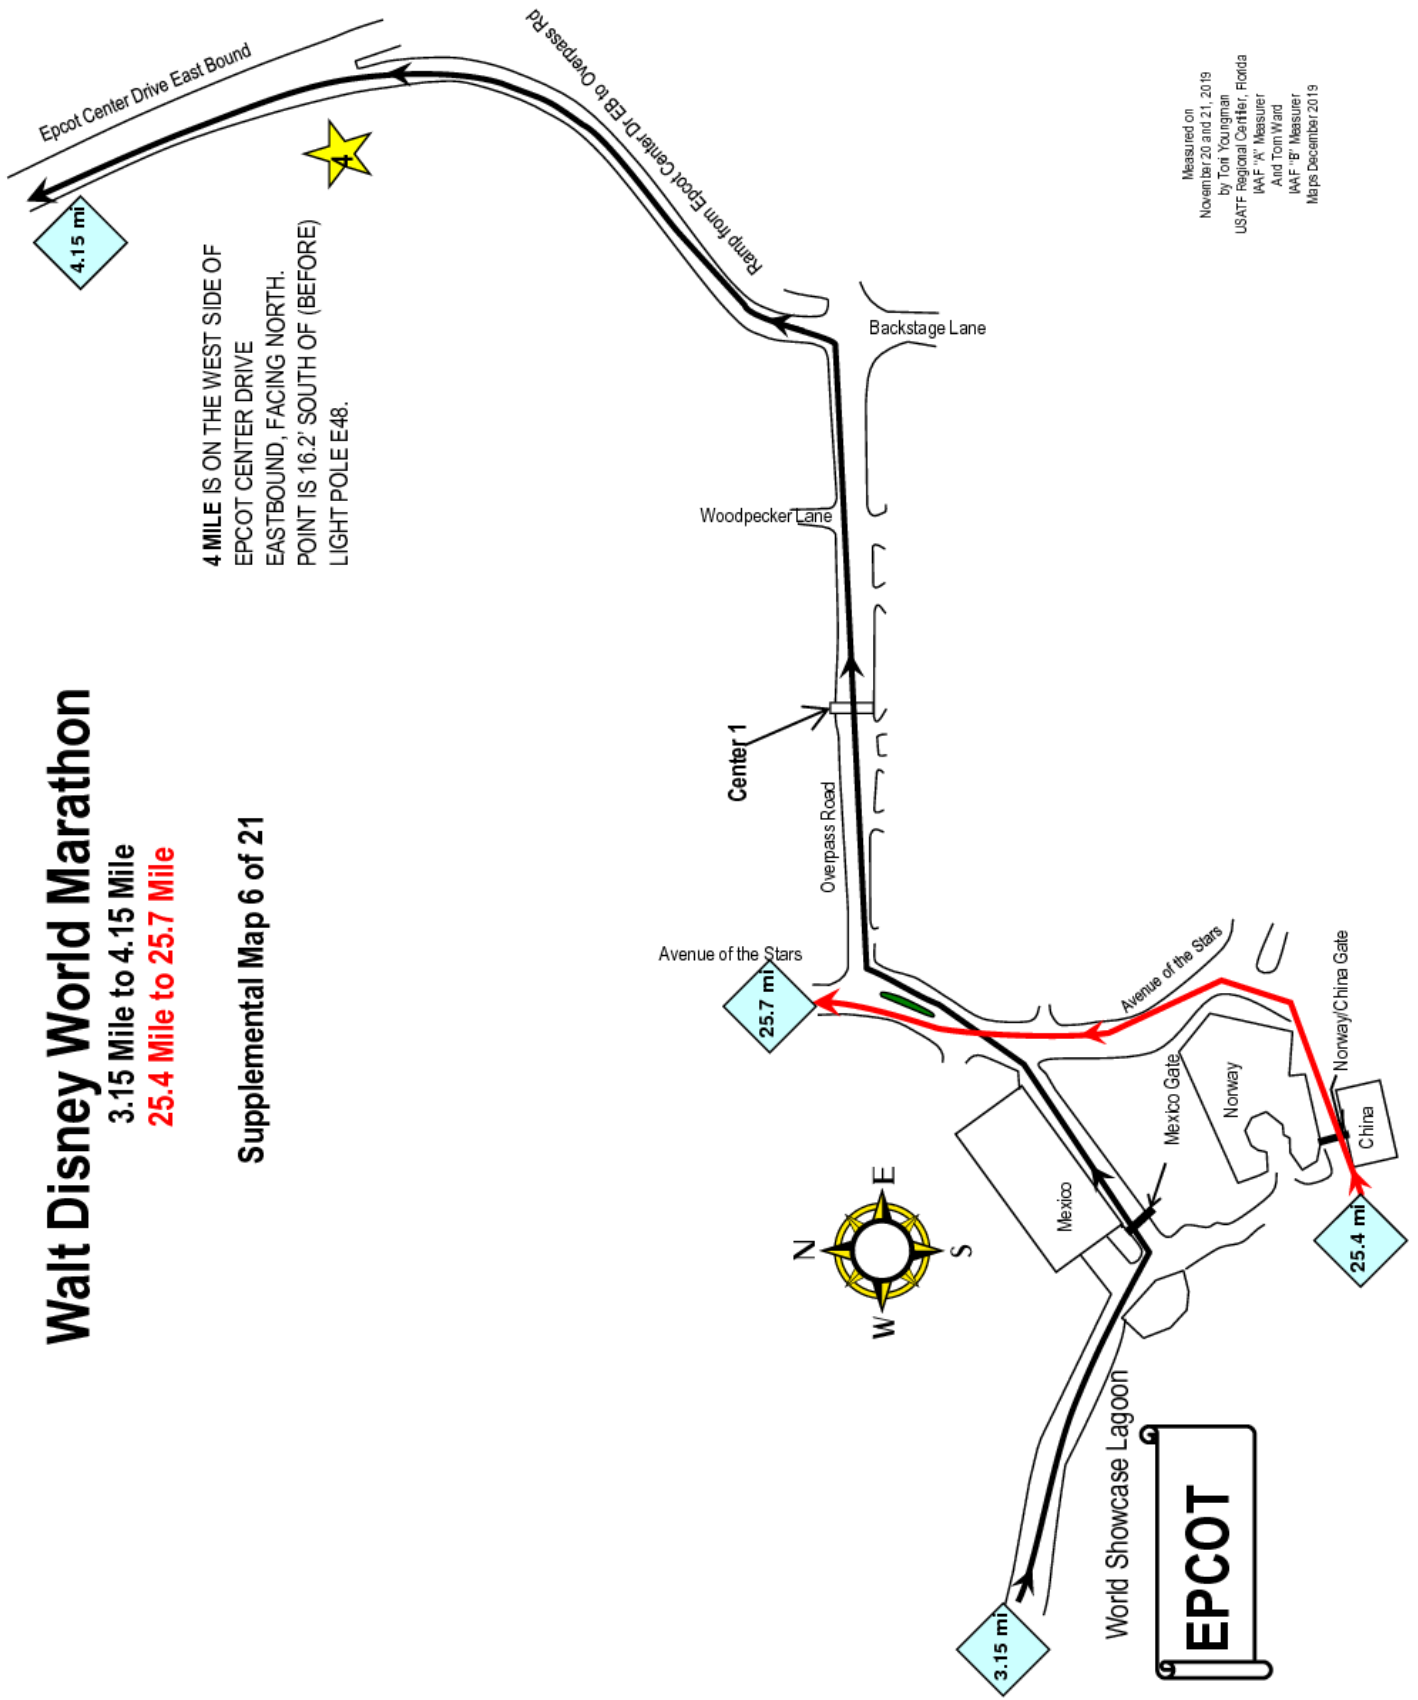 Walt Disney World Marathon
3.15 Mile to 4.15 Mile
25.4 Mile to 25.7 Mile
Supplemental Map 6 of 21
4.15 mi
Epcot Center Drive East Bound
4
4 MILE IS ON THE WEST SIDE OF
EPCOT CENTER DRIVE
EASTBOUND, FACING NORTH.
POINT IS 16.2' SOUTH OF (BEFORE)
LIGHT POLE E48.
Ramp from Epcot Center Dr EB to Overpass Rd
Backstage Lane
Woodpecker Lane
Center 1
Overpass Road
Avenue of the Stars
25.7 mi
Avenue of the Stars
Norway/China Gate
Mexico Gate
Norway
China
Mexico
25.4 mi
N
E
S
W
World Showcase Lagoon
EPCOT
3.15 mi
Measured on
November 20 and 21, 2019
by Tom Youngman
USATF Regional Certifier, Florida
IAAF "A" Measurer
And Tom Ward
IAAF "B" Measurer
Maps December 2019